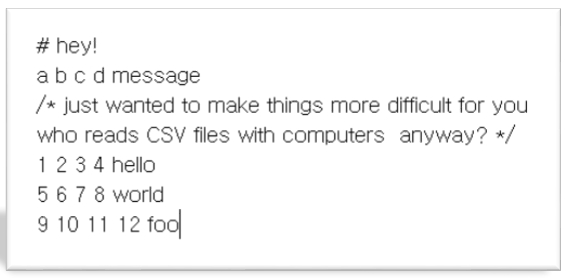 # hey!
a b c d message
/* just wanted to make things more difficult for you
who reads CSV files with computers  anyway? */
1 2 3 4 hello
5 6 7 8 world
9 10 11 12 foo